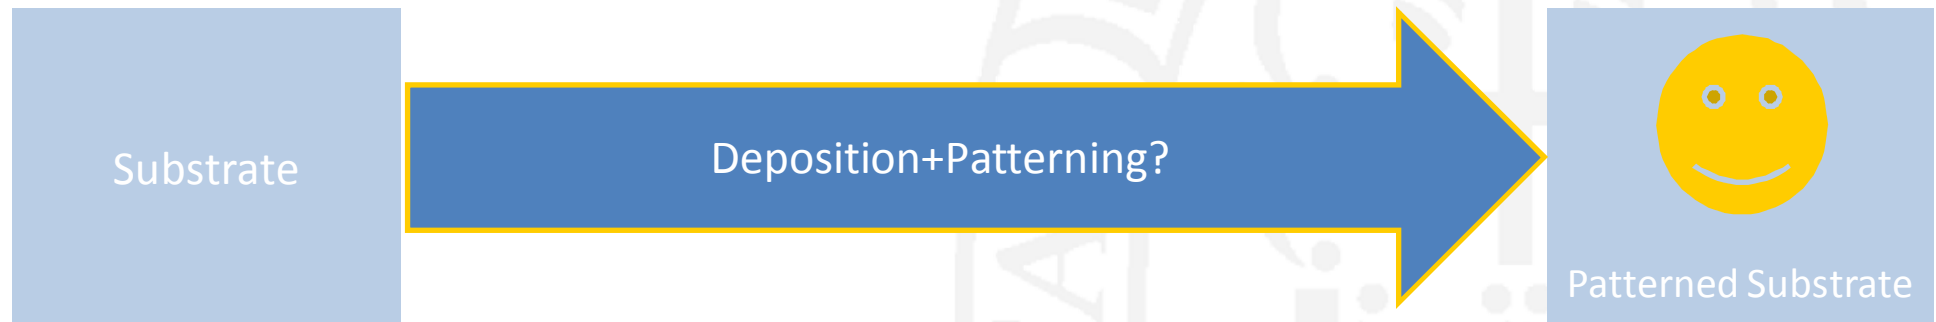 Substrate
Deposition+Patterning?
Patterned Substrate